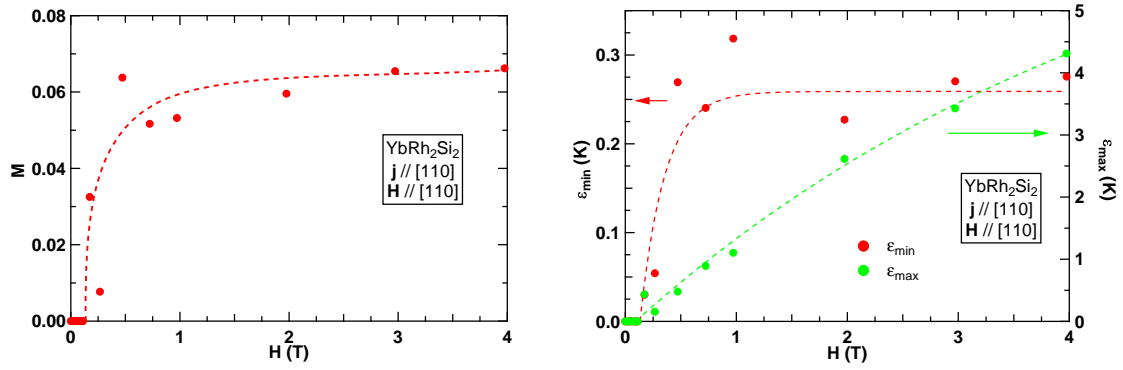 0.08
0.06
0.04
0.02
0.00
M
0
1
2
3
4
H (T)
YbRh₂Si₂
j // [110]
H // [110]
0.3
0.2
0.1
0.0
ε_min (K)
0
1
2
3
4
H (T)
5
4
3
2
1
0
ε_max (K)
YbRh₂Si₂
j // [110]
H // [110]
ε_min
ε_max